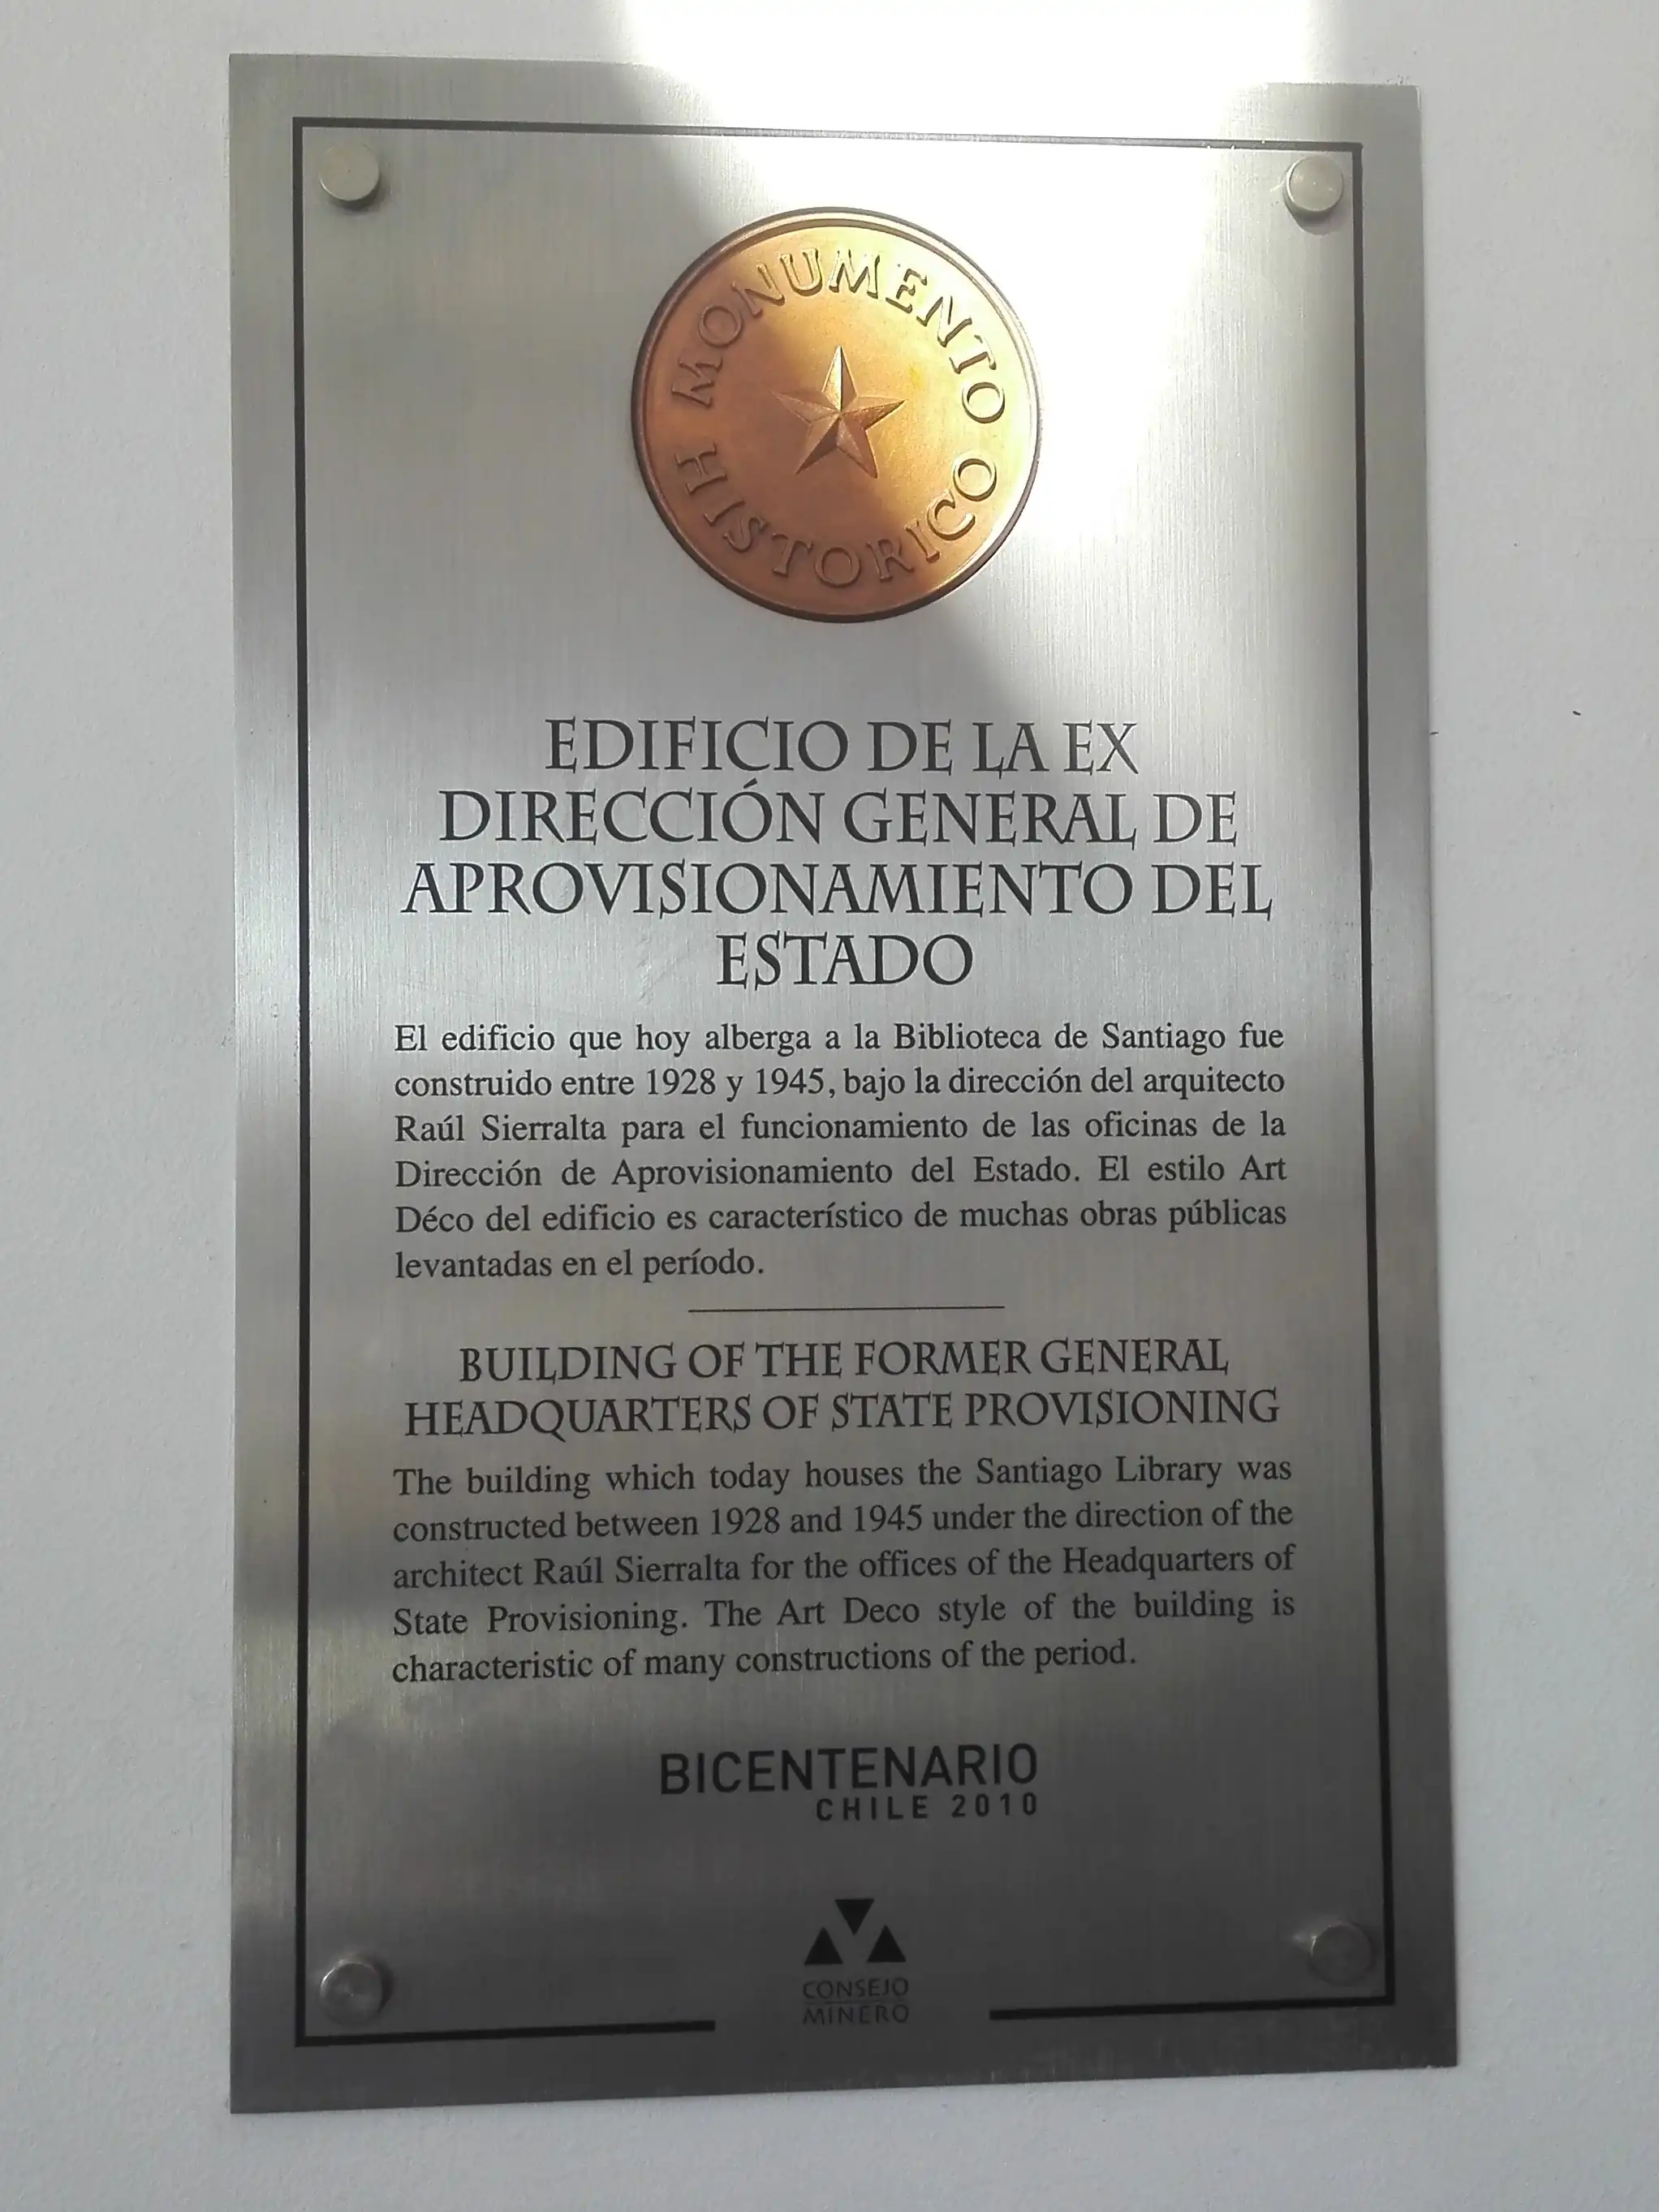 MONUMENTO
HISTORICO
EDIFICIO DE LA EX
DIRECCIÓN GENERAL DE
APROVISIONAMIENTO DEL
ESTADO
El edificio que hoy alberga a la Biblioteca de Santiago fue
construido entre 1928 y 1945, bajo la dirección del arquitecto
Raúl Sierralta para el funcionamiento de las oficinas de la
Dirección de Aprovisionamiento del Estado. El estilo Art
Déco del edificio es característico de muchas obras públicas
levantadas en el período.
BUILDING OF THE FORMER GENERAL
HEADQUARTERS OF STATE PROVISIONING
The building which today houses the Santiago Library was
constructed between 1928 and 1945 under the direction of the
architect Raúl Sierralta for the offices of the Headquarters of
State Provisioning. The Art Deco style of the building is
characteristic of many constructions of the period.
BICENTENARIO
CHILE 2010
CONSEJO
MINERO